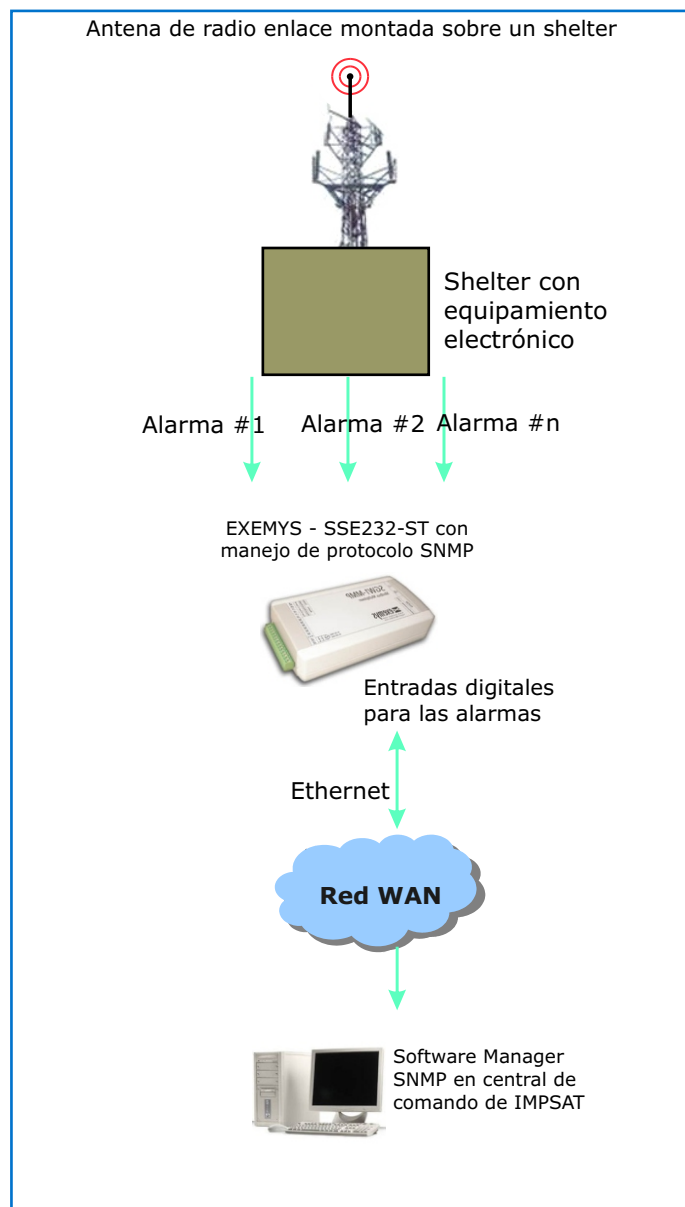 Antena de radio enlace montada sobre un shelter
Shelter con
equipamiento
electrónico
Alarma #1
Alarma #2
Alarma #n
EXEMYS - SSE232-ST con
manejo de protocolo SNMP
Entradas digitales
para las alarmas
Ethernet
Red WAN
Software Manager
SNMP en central de
comando de IMPSAT